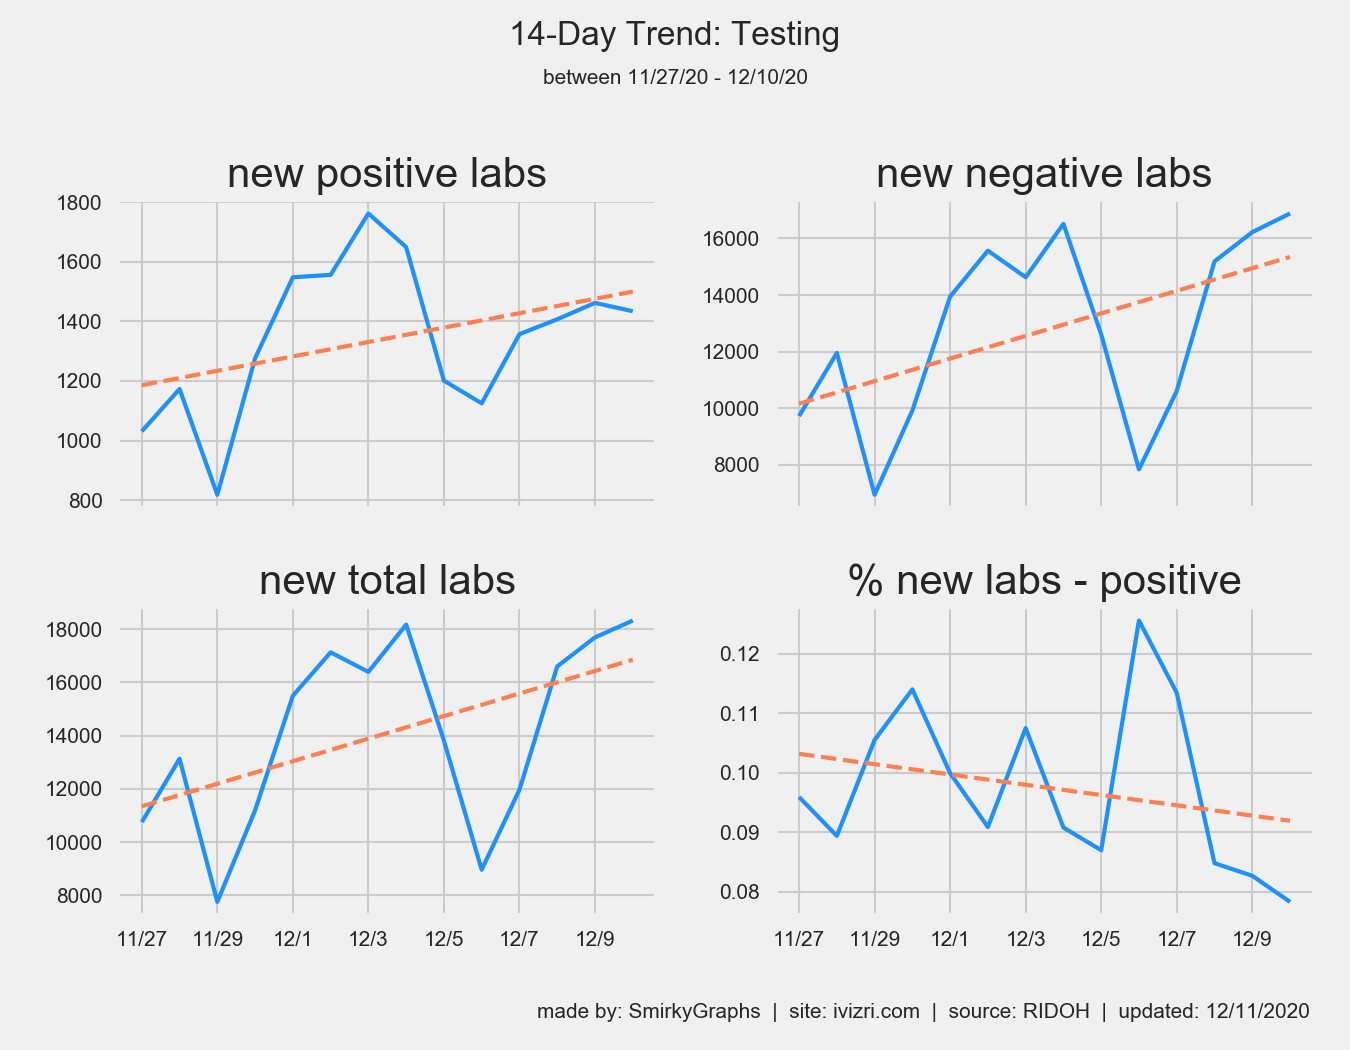 14-Day Trend: Testing
between 11/27/20 - 12/10/20
new positive labs
1800
1600
1400
1200
1000
800
new negative labs
16000
14000
12000
10000
8000
new total labs
18000
16000
14000
12000
10000
8000
11/27 11/29 12/1 12/3 12/5 12/7 12/9
% new labs - positive
0.12
0.11
0.10
0.09
0.08
11/27 11/29 12/1 12/3 12/5 12/7 12/9
made by: SmirkyGraphs | site: ivizri.com | source: RIDOH | updated: 12/11/2020